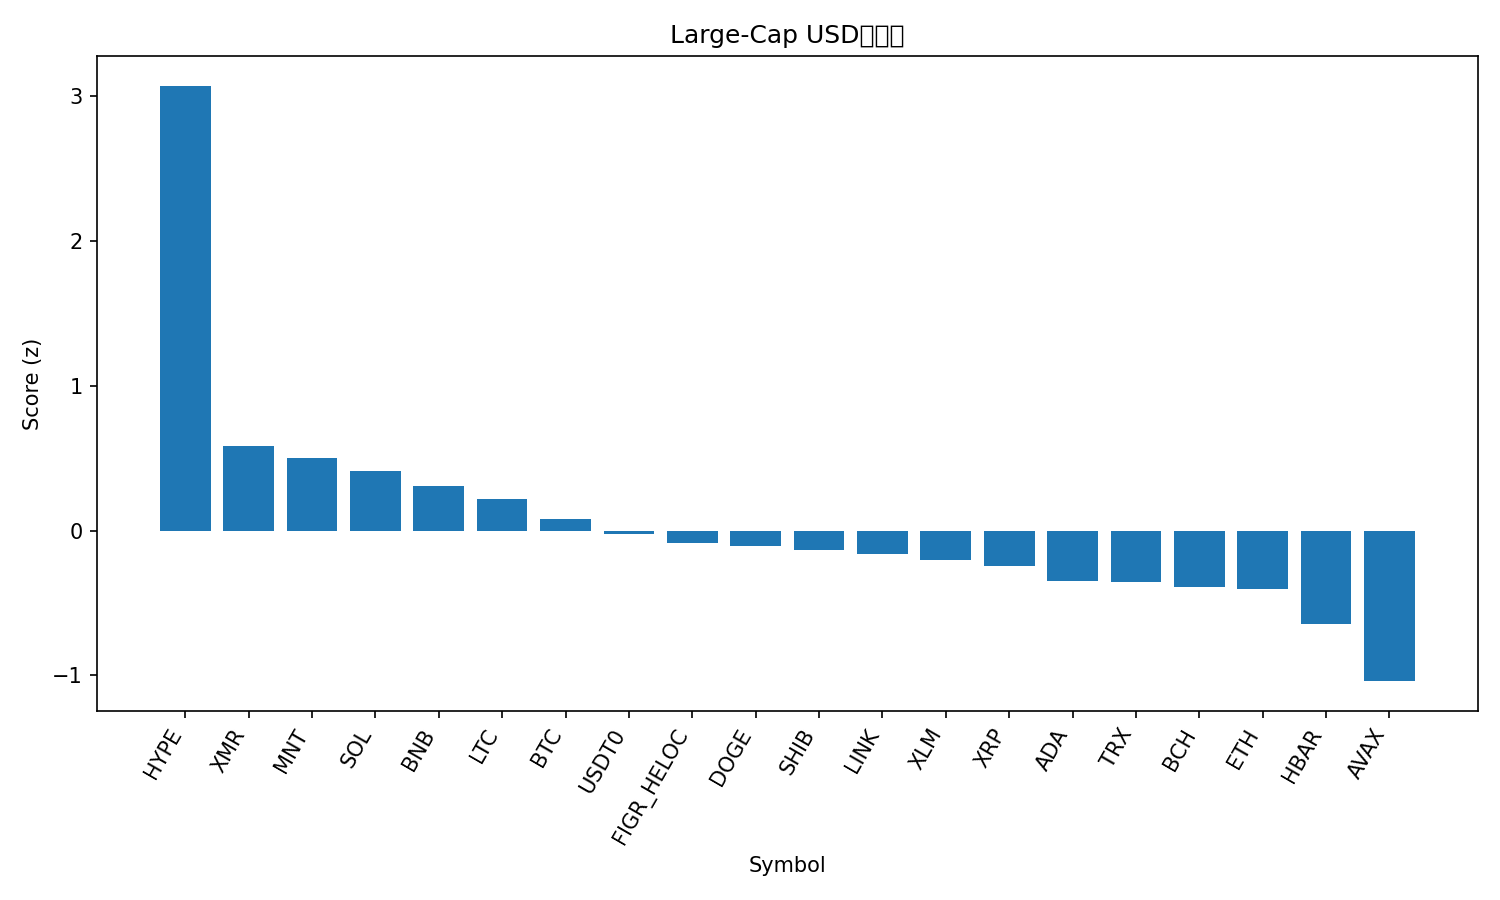 Large-Cap USD
Score (z)
3
2
1
0
−1
HYPE
XMR
MNT
SOL
BNB
LTC
BTC
USDT0
FIGR_HELOC
DOGE
SHIB
LINK
XLM
XRP
ADA
TRX
BCH
ETH
HBAR
AVAX
Symbol